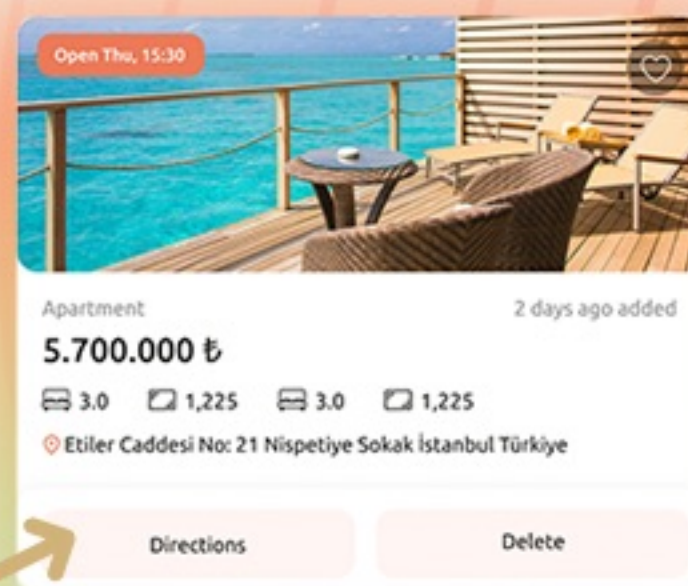 Open Thu, 15:30
Apartment
2 days ago added
5.700.000 ₺
3.0 1,225 3.0 1,225
Etiler Caddesi No: 21 Nispetiye Sokak İstanbul Türkiye
Directions
Delete